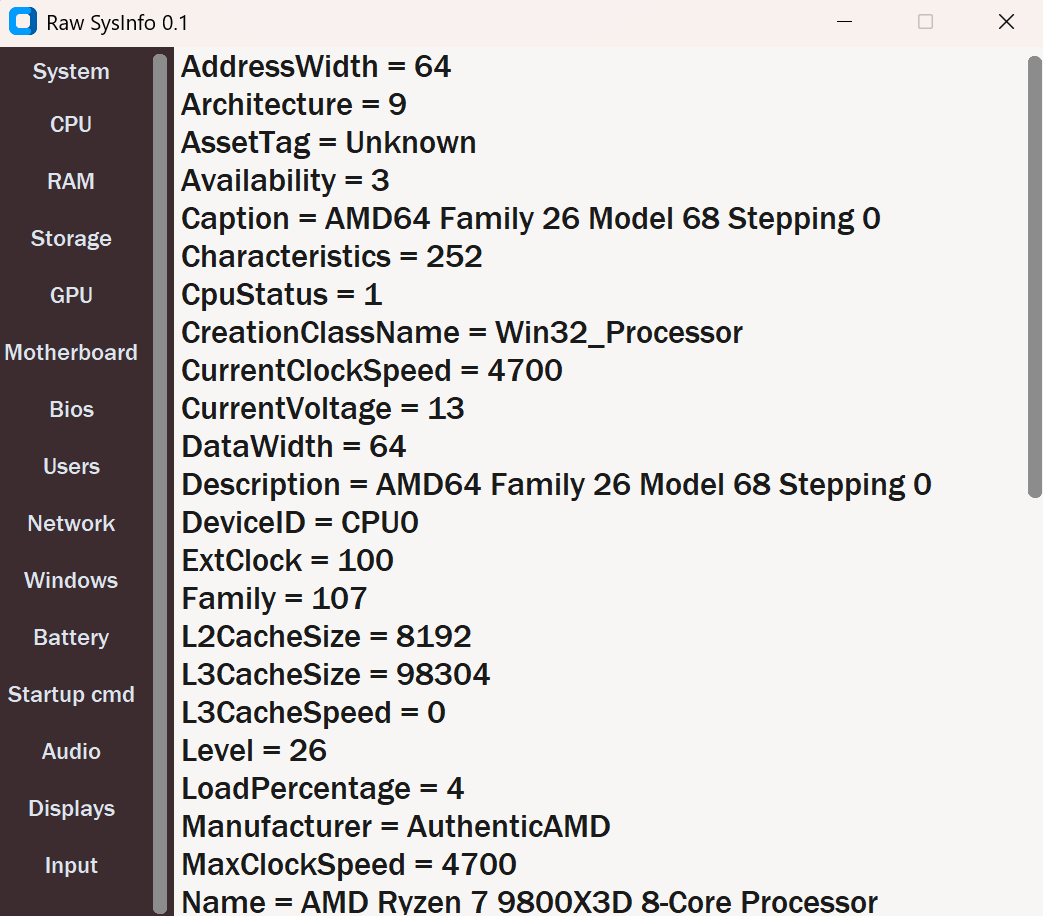 Raw SysInfo 0.1
System
CPU
RAM
Storage
GPU
Motherboard
Bios
Users
Network
Windows
Battery
Startup cmd
Audio
Displays
Input
AddressWidth = 64
Architecture = 9
AssetTag = Unknown
Availability = 3
Caption = AMD64 Family 26 Model 68 Stepping 0
Characteristics = 252
CpuStatus = 1
CreationClassName = Win32_Processor
CurrentClockSpeed = 4700
CurrentVoltage = 13
DataWidth = 64
Description = AMD64 Family 26 Model 68 Stepping 0
DeviceID = CPU0
ExtClock = 100
Family = 107
L2CacheSize = 8192
L3CacheSize = 98304
L3CacheSpeed = 0
Level = 26
LoadPercentage = 4
Manufacturer = AuthenticAMD
MaxClockSpeed = 4700
Name = AMD Ryzen 7 9800X3D 8-Core Processor